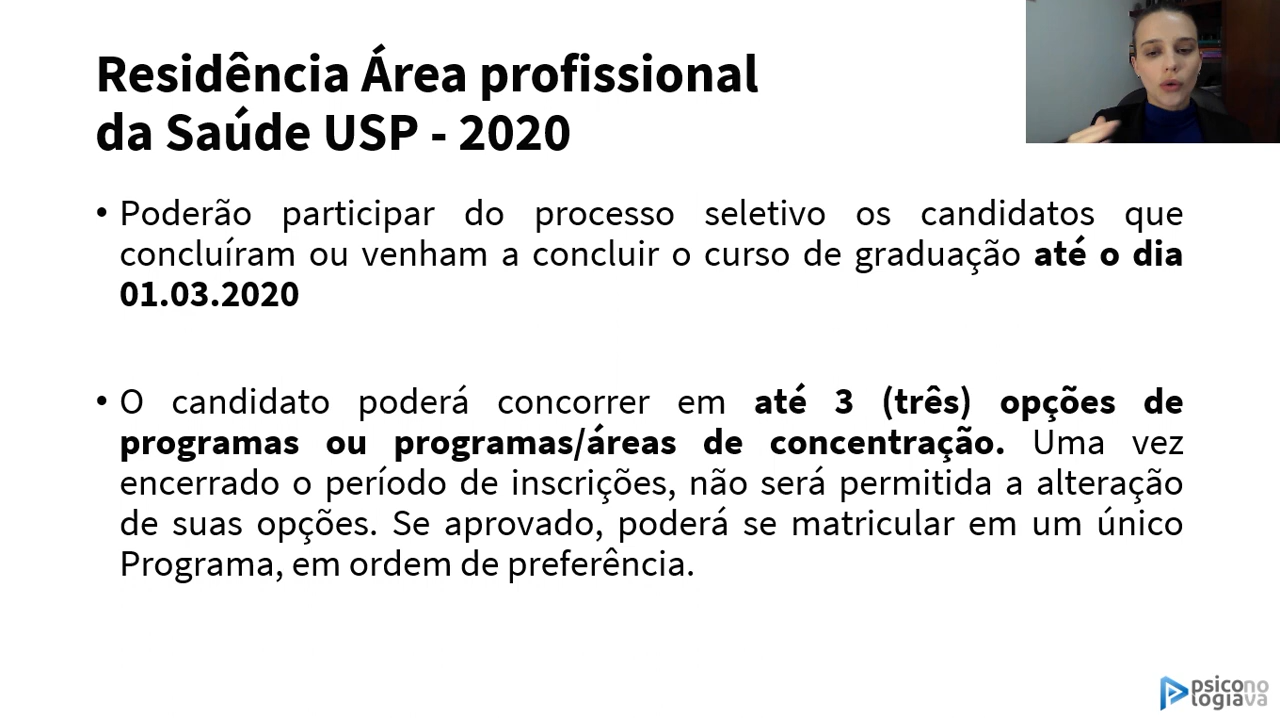 Residência Área profissional
da Saúde USP - 2020
• Poderão participar do processo seletivo os candidatos que
concluíram ou venham a concluir o curso de graduação até o dia
01.03.2020
• O candidato poderá concorrer em até 3 (três) opções de
programas ou programas/áreas de concentração. Uma vez
encerrado o período de inscrições, não será permitida a alteração
de suas opções. Se aprovado, poderá se matricular em um único
Programa, em ordem de preferência.
psicono
logiava